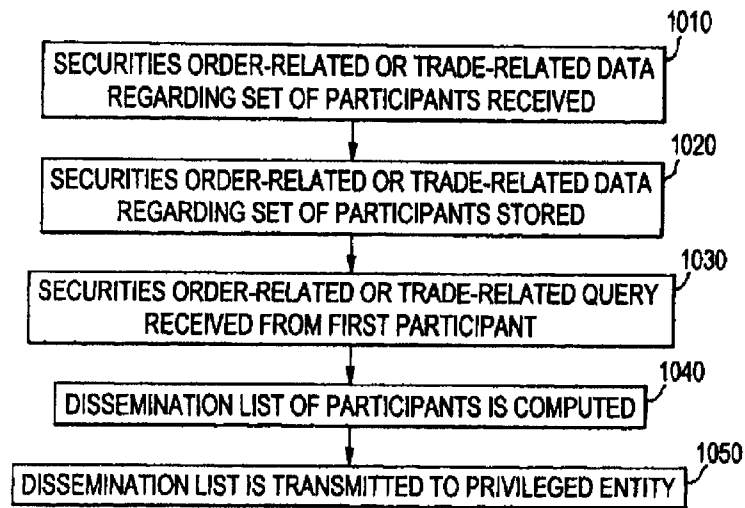 1010
SECURITIES ORDER-RELATED OR TRADE-RELATED DATA
REGARDING SET OF PARTICIPANTS RECEIVED
1020
SECURITIES ORDER-RELATED OR TRADE-RELATED DATA
REGARDING SET OF PARTICIPANTS STORED
1030
SECURITIES ORDER-RELATED OR TRADE-RELATED QUERY
RECEIVED FROM FIRST PARTICIPANT
1040
DISSEMINATION LIST OF PARTICIPANTS IS COMPUTED
1050
DISSEMINATION LIST IS TRANSMITTED TO PRIVILEGED ENTITY